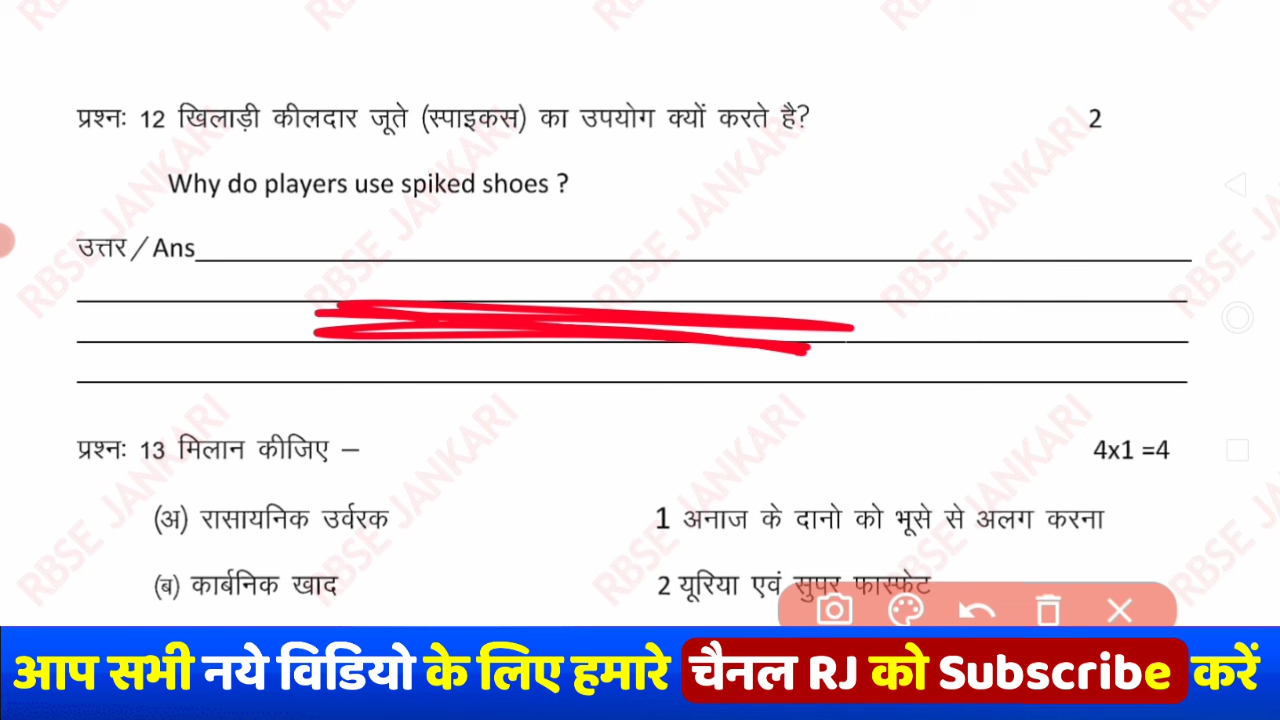 प्रश्नः 12 खिलाड़ी कीलदार जूते (स्पाइकस) का उपयोग क्यों करते है? 2
Why do players use spiked shoes ?
उत्तर/Ans
प्रश्नः 13 मिलान कीजिए – 4x1 =4
(अ) रासायनिक उर्वरक 1 अनाज के दानो को भूसे से अलग करना
(ब) कार्बनिक खाद 2 यूरिया एवं सुपर फास्फेट
आप सभी नये विडियो के लिए हमारे चैनल RJ को Subscribe करें
RBSE JANKARI